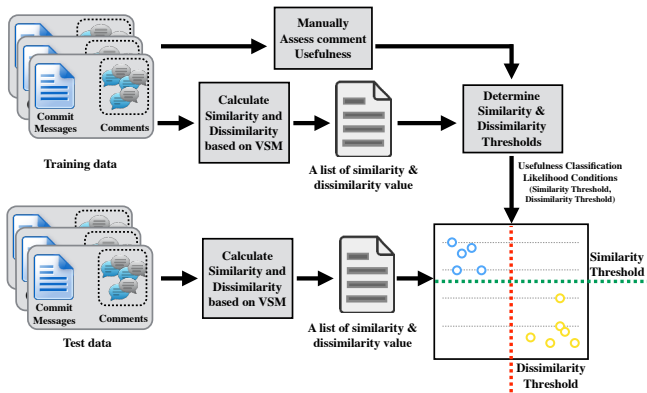 Manually
Assess comment
Usefulness
Commit
Messages
Comments
Training data
Calculate
Similarity and
Dissimilarity
based on VSM
A list of similarity &
dissimilarity value
Determine
Similarity &
Dissimilarity
Thresholds
Usefulness Classification
Likelihood Conditions
(Similarity Threshold,
Dissimilarity Threshold)
Commit
Messages
Comments
Test data
Calculate
Similarity and
Dissimilarity
based on VSM
A list of similarity &
dissimilarity value
Similarity
Threshold
Dissimilarity
Threshold